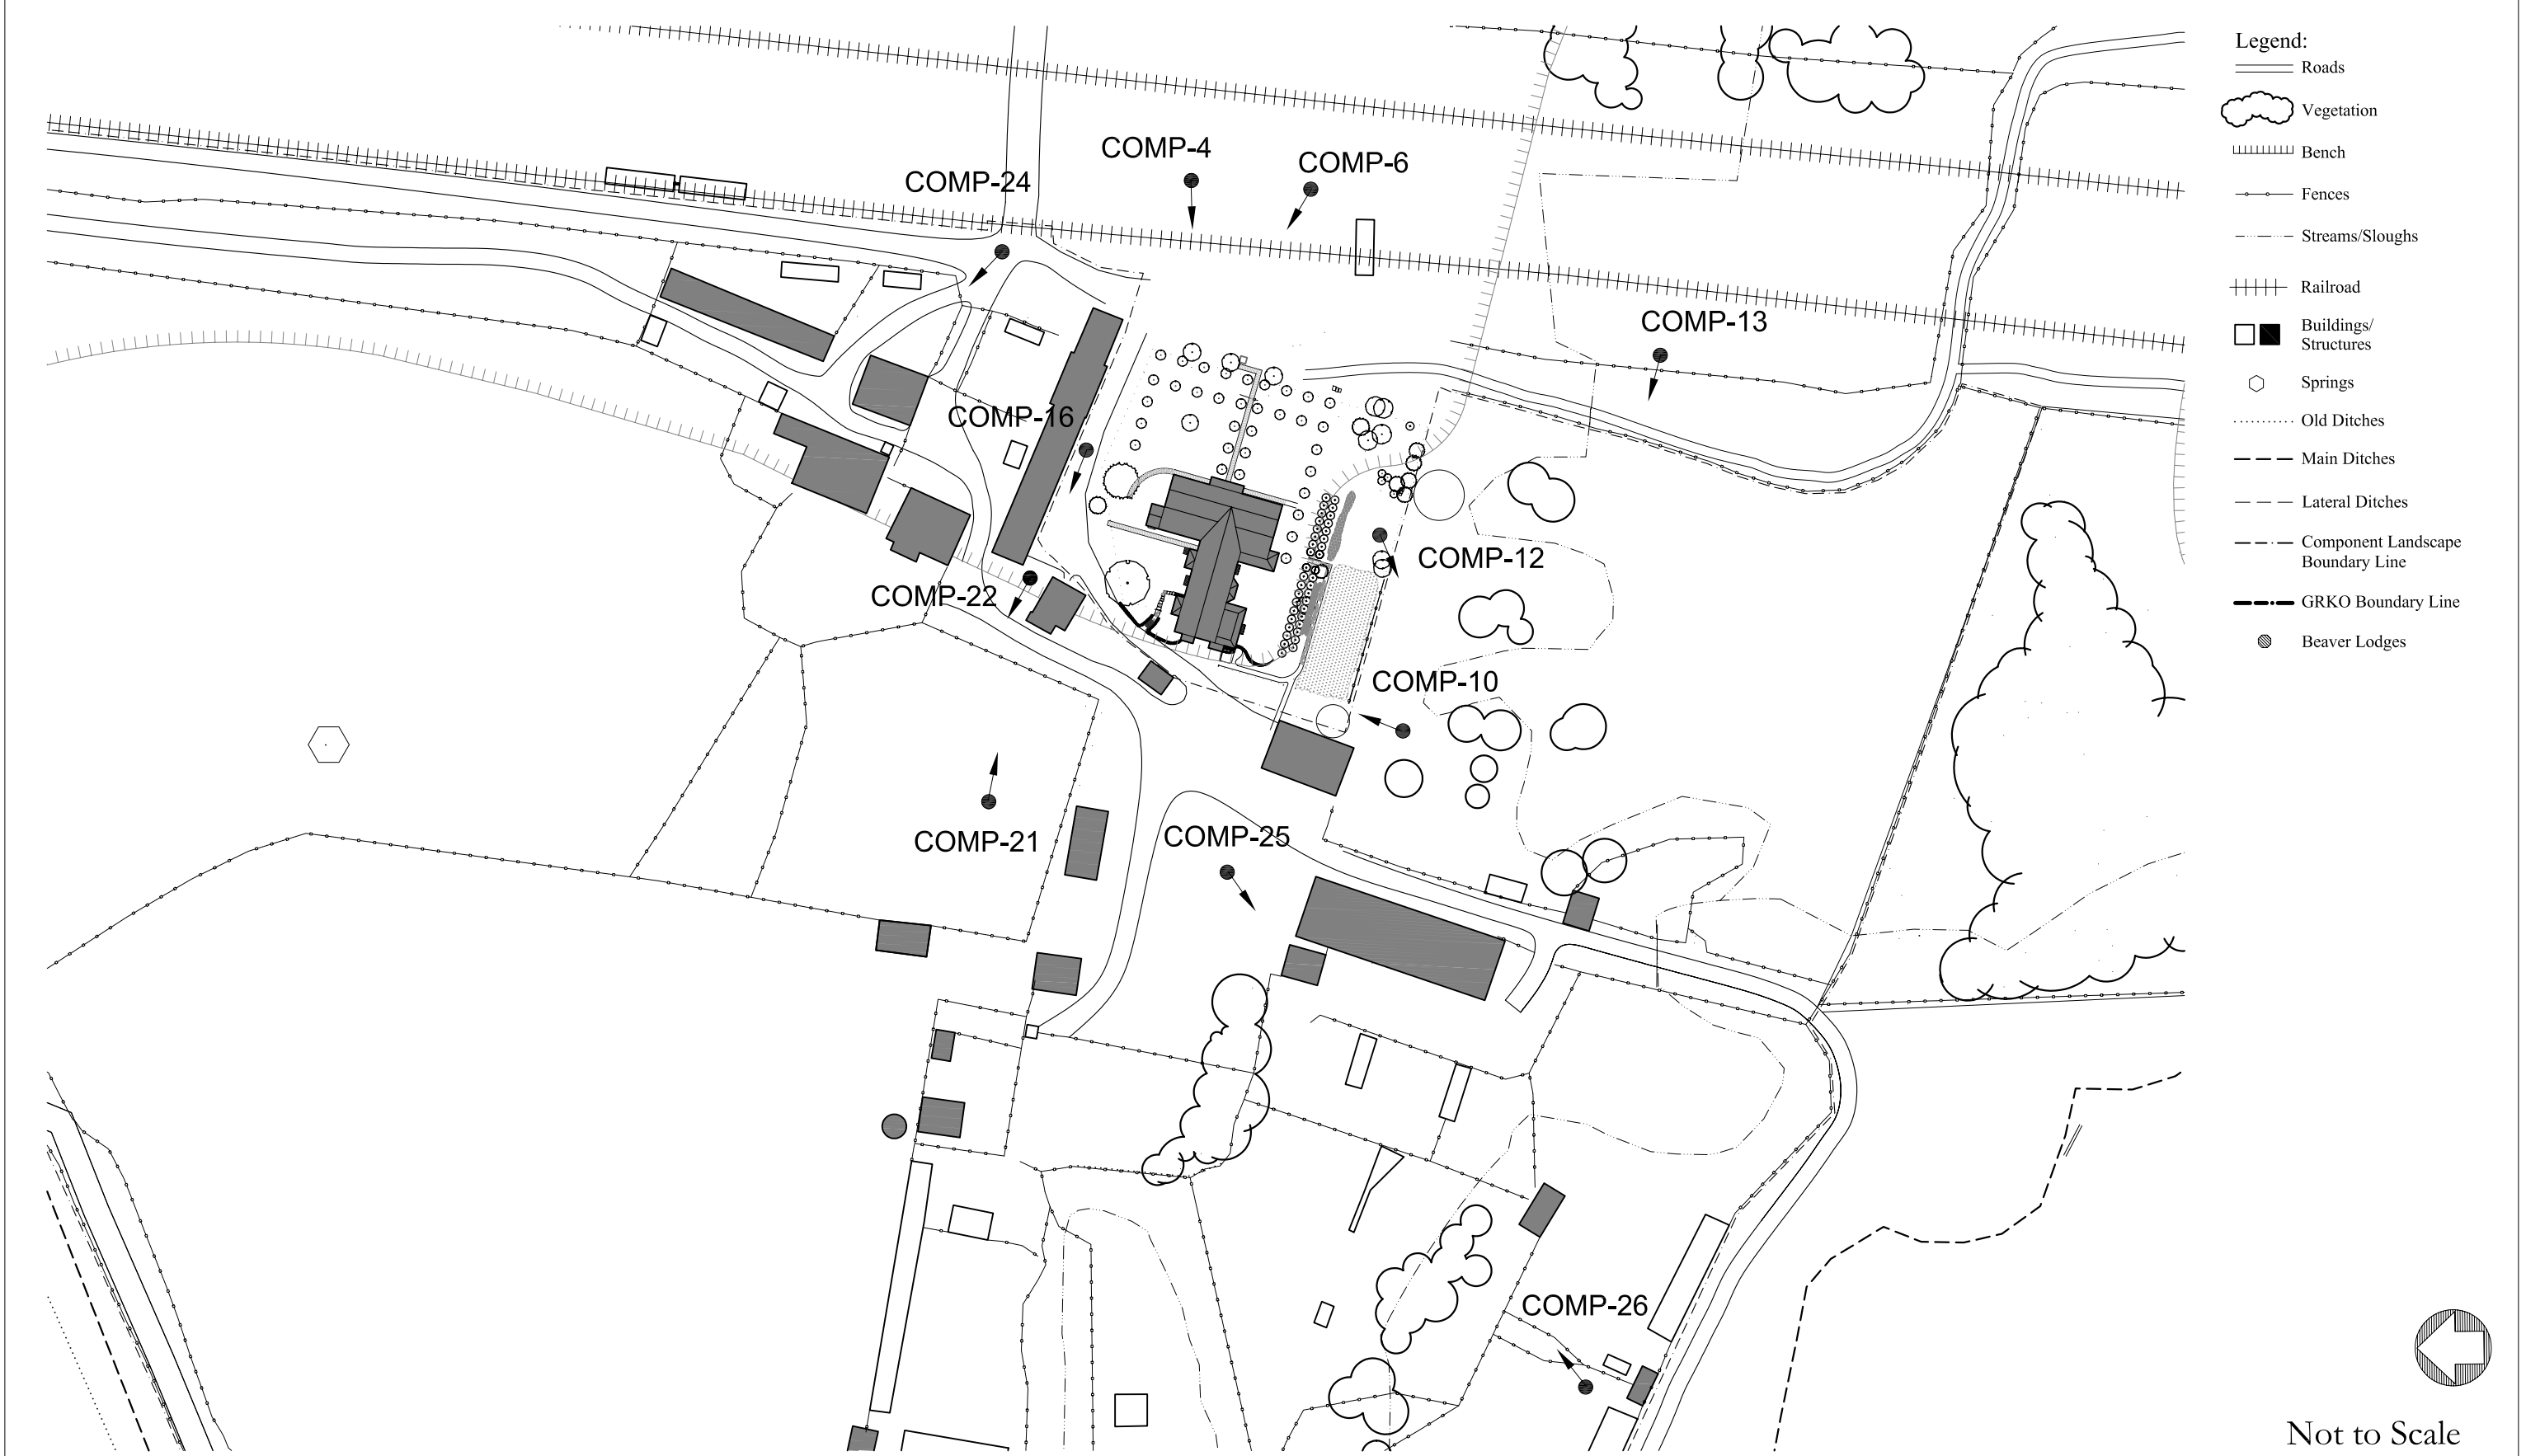 COMP-4
COMP-6
COMP-24
COMP-13
COMP-16
COMP-12
COMP-22
COMP-10
COMP-21
COMP-25
COMP-26
Legend:
Roads
Vegetation
Bench
Fences
Streams/Sloughs
Railroad
Buildings/
Structures
Springs
Old Ditches
Main Ditches
Lateral Ditches
Component Landscape
Boundary Line
GRKO Boundary Line
Beaver Lodges
Not to Scale